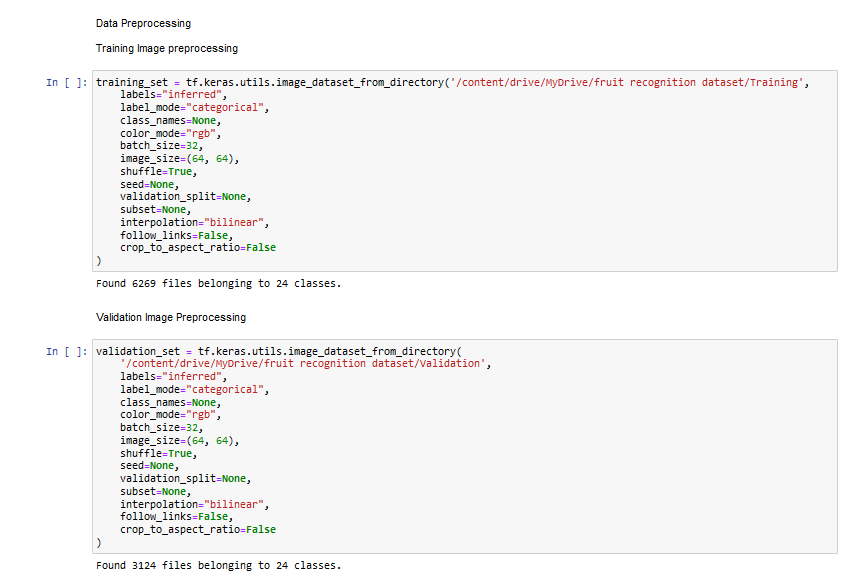 Data Preprocessing
Training Image preprocessing
In [ ]: training_set = tf.keras.utils.image_dataset_from_directory('/content/drive/MyDrive/fruit recognition dataset/Training',
labels="inferred",
label_mode="categorical",
class_names=None,
color_mode="rgb",
batch_size=32,
image_size=(64, 64),
shuffle=True,
seed=None,
validation_split=None,
subset=None,
interpolation="bilinear",
follow_links=False,
crop_to_aspect_ratio=False
)
Found 6269 files belonging to 24 classes.
Validation Image Preprocessing
In [ ]: validation_set = tf.keras.utils.image_dataset_from_directory(
'/content/drive/MyDrive/fruit recognition dataset/Validation',
labels="inferred",
label_mode="categorical",
class_names=None,
color_mode="rgb",
batch_size=32,
image_size=(64, 64),
shuffle=True,
seed=None,
validation_split=None,
subset=None,
interpolation="bilinear",
follow_links=False,
crop_to_aspect_ratio=False
)
Found 3124 files belonging to 24 classes.